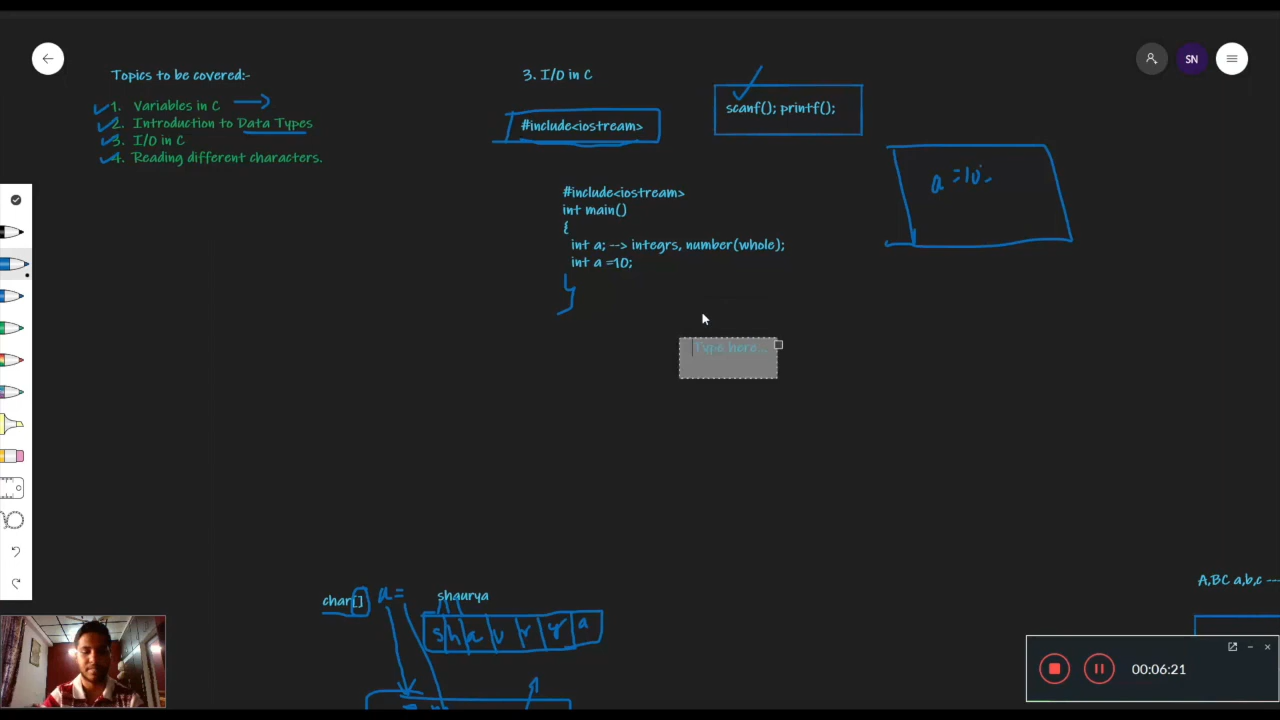 Topics to be covered:-
1. Variables in C
2. Introduction to Data Types
3. I/O in C
4. Reading different characters.
3. I/O in C
#include<iostream>
scanf(); printf();
SN
a =10;
#include<iostream>
int main()
{
int a; --> integrs, number(whole);
int a =10;
}
Type here...
char[] a =
shaurya
s h a u r y a
A,BC a,b,c
00:06:21